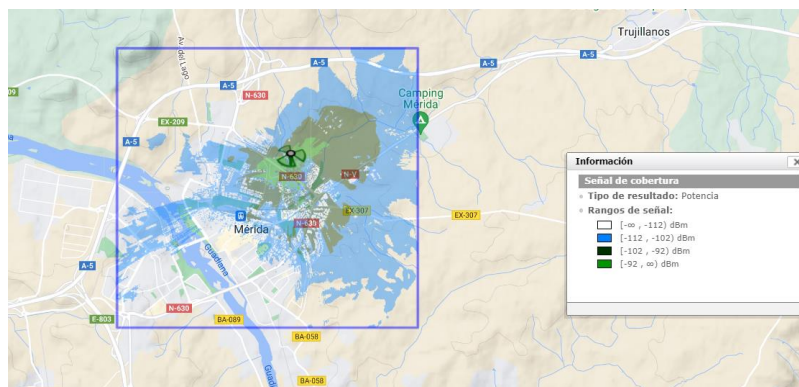 Trujillanos
Av. del Lago
A-5
A-5
N-630
Camping
Mérida
EX-209
A-5
Información
Señal de cobertura
Tipo de resultado: Potencia
Rangos de señal:
[-∞ , -112) dBm
[-112 , -102) dBm
[-102 , -92) dBm
[-92 , ∞) dBm
N-630
N-V
EX-307
EX-307
N-630
Mérida
Guadiana
A-5
N-630
E-803
BA-089
BA-058
BA-058